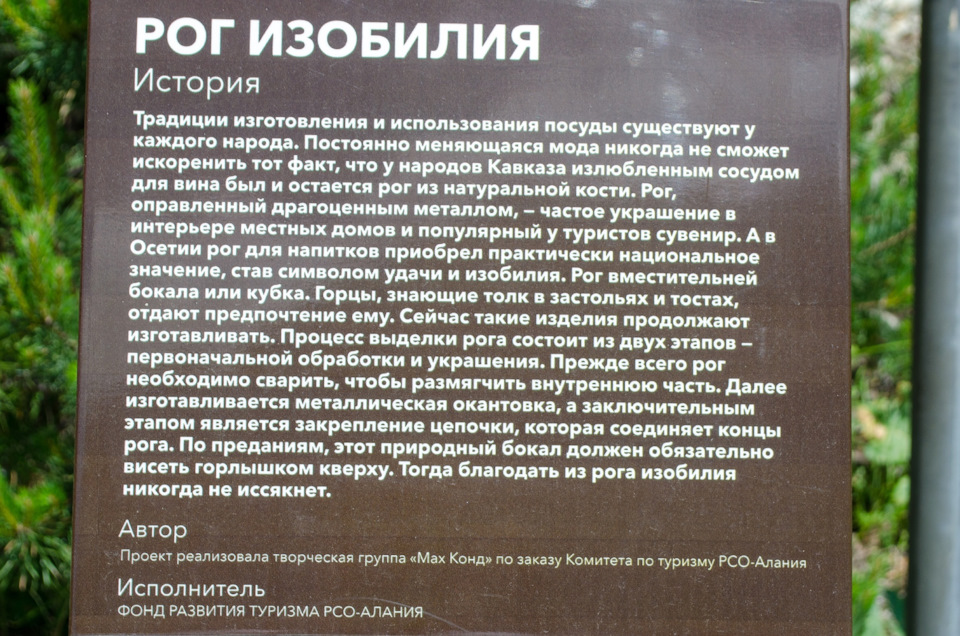 РОГ ИЗОБИЛИЯ
История
Традиции изготовления и использования посуды существуют у
каждого народа. Постоянно меняющаяся мода никогда не сможет
искоренить тот факт, что у народов Кавказа излюбленным сосудом
для вина был и остается рог из натуральной кости. Рог,
оправленный драгоценным металлом, – частое украшение в
интерьере местных домов и популярный у туристов сувенир. А в
Осетии рог для напитков приобрел практически национальное
значение, став символом удачи и изобилия. Рог вместительней
бокала или кубка. Горцы, знающие толк в застольях и тостах,
отдают предпочтение ему. Сейчас такие изделия продолжают
изготавливать. Процесс выделки рога состоит из двух этапов –
первоначальной обработки и украшения. Прежде всего рог
необходимо сварить, чтобы размягчить внутреннюю часть. Далее
изготавливается металлическая окантовка, а заключительным
этапом является закрепление цепочки, которая соединяет концы
рога. По преданиям, этот природный бокал должен обязательно
висеть горлышком кверху. Тогда благодать из рога изобилия
никогда не иссякнет.
Автор
Проект реализовала творческая группа «Мах Конд» по заказу Комитета по туризму РСО-Алания
Исполнитель
ФОНД РАЗВИТИЯ ТУРИЗМА РСО-АЛАНИЯ